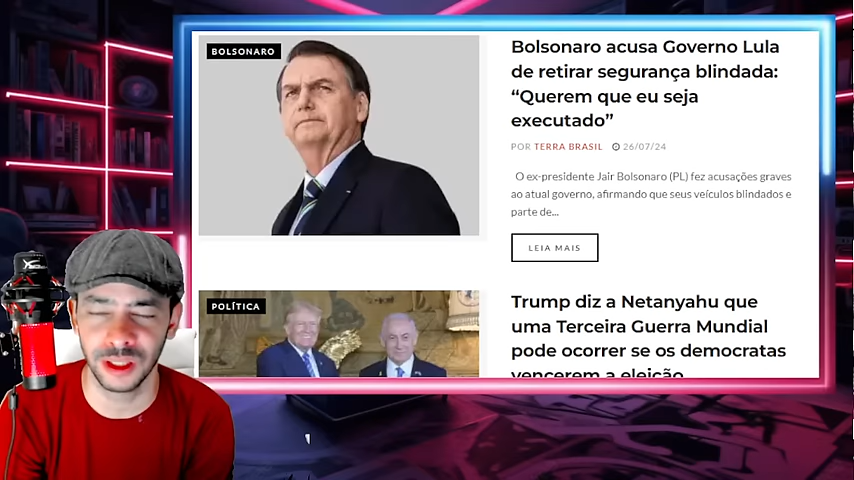 BOLSONARO
Bolsonaro acusa Governo Lula
de retirar segurança blindada:
“Querem que eu seja
executado”
POR TERRA BRASIL 26/07/24
O ex-presidente Jair Bolsonaro (PL) fez acusações graves
ao atual governo, afirmando que seus veículos blindados e
parte de...
LEIA MAIS
POLÍTICA
Trump diz a Netanyahu que
uma Terceira Guerra Mundial
pode ocorrer se os democratas
vencerem a eleição